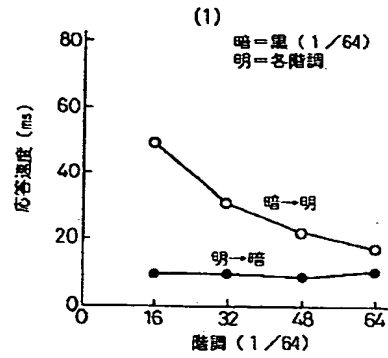 (1)
暗=黒(1/64)
明=各階調
80
60
40
20
0
応答速度(ms)
暗→明
明→暗
0 16 32 48 64
階調(1/64)